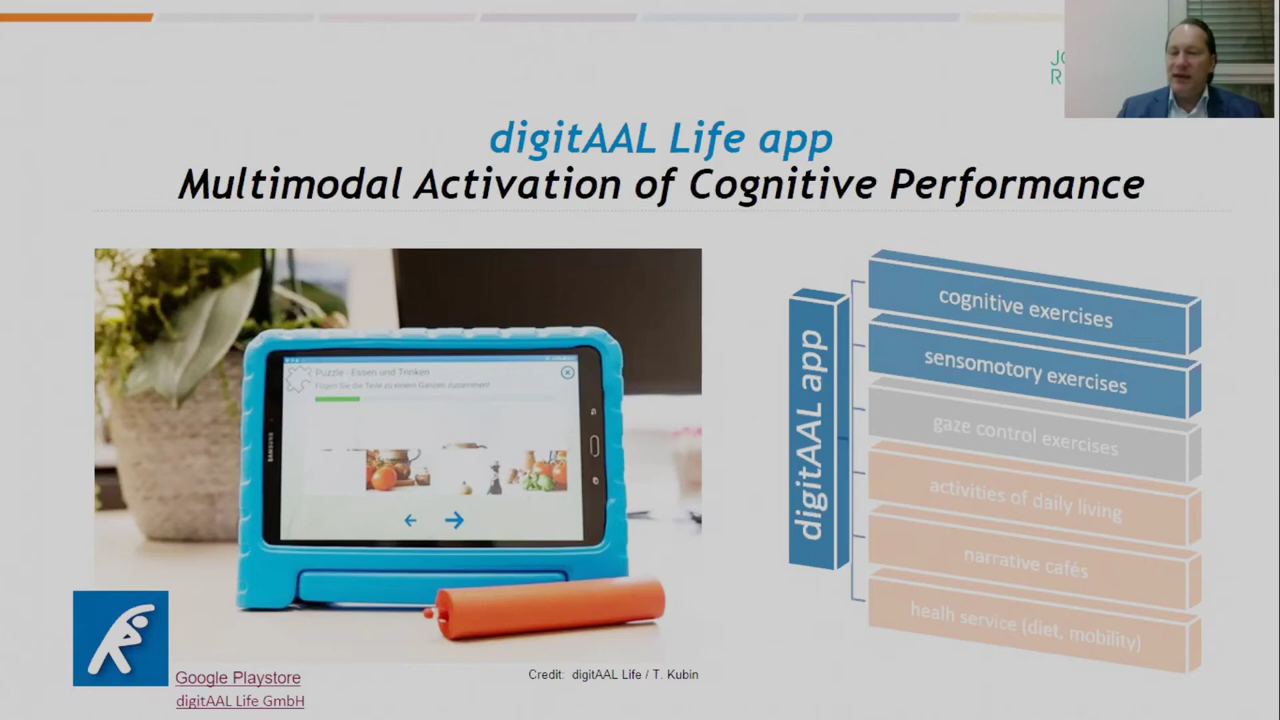 digitAAL Life app
Multimodal Activation of Cognitive Performance
Puzzle - Essen und Trinken
Fügen Sie die Teile zu einem Ganzen zusammen!
SAMSUNG
digitAAL app
cognitive exercises
sensomotory exercises
gaze control exercises
activities of daily living
narrative cafés
healh service (diet, mobility)
Google Playstore
digitAAL Life GmbH
Credit: digitAAL Life / T. Kubin